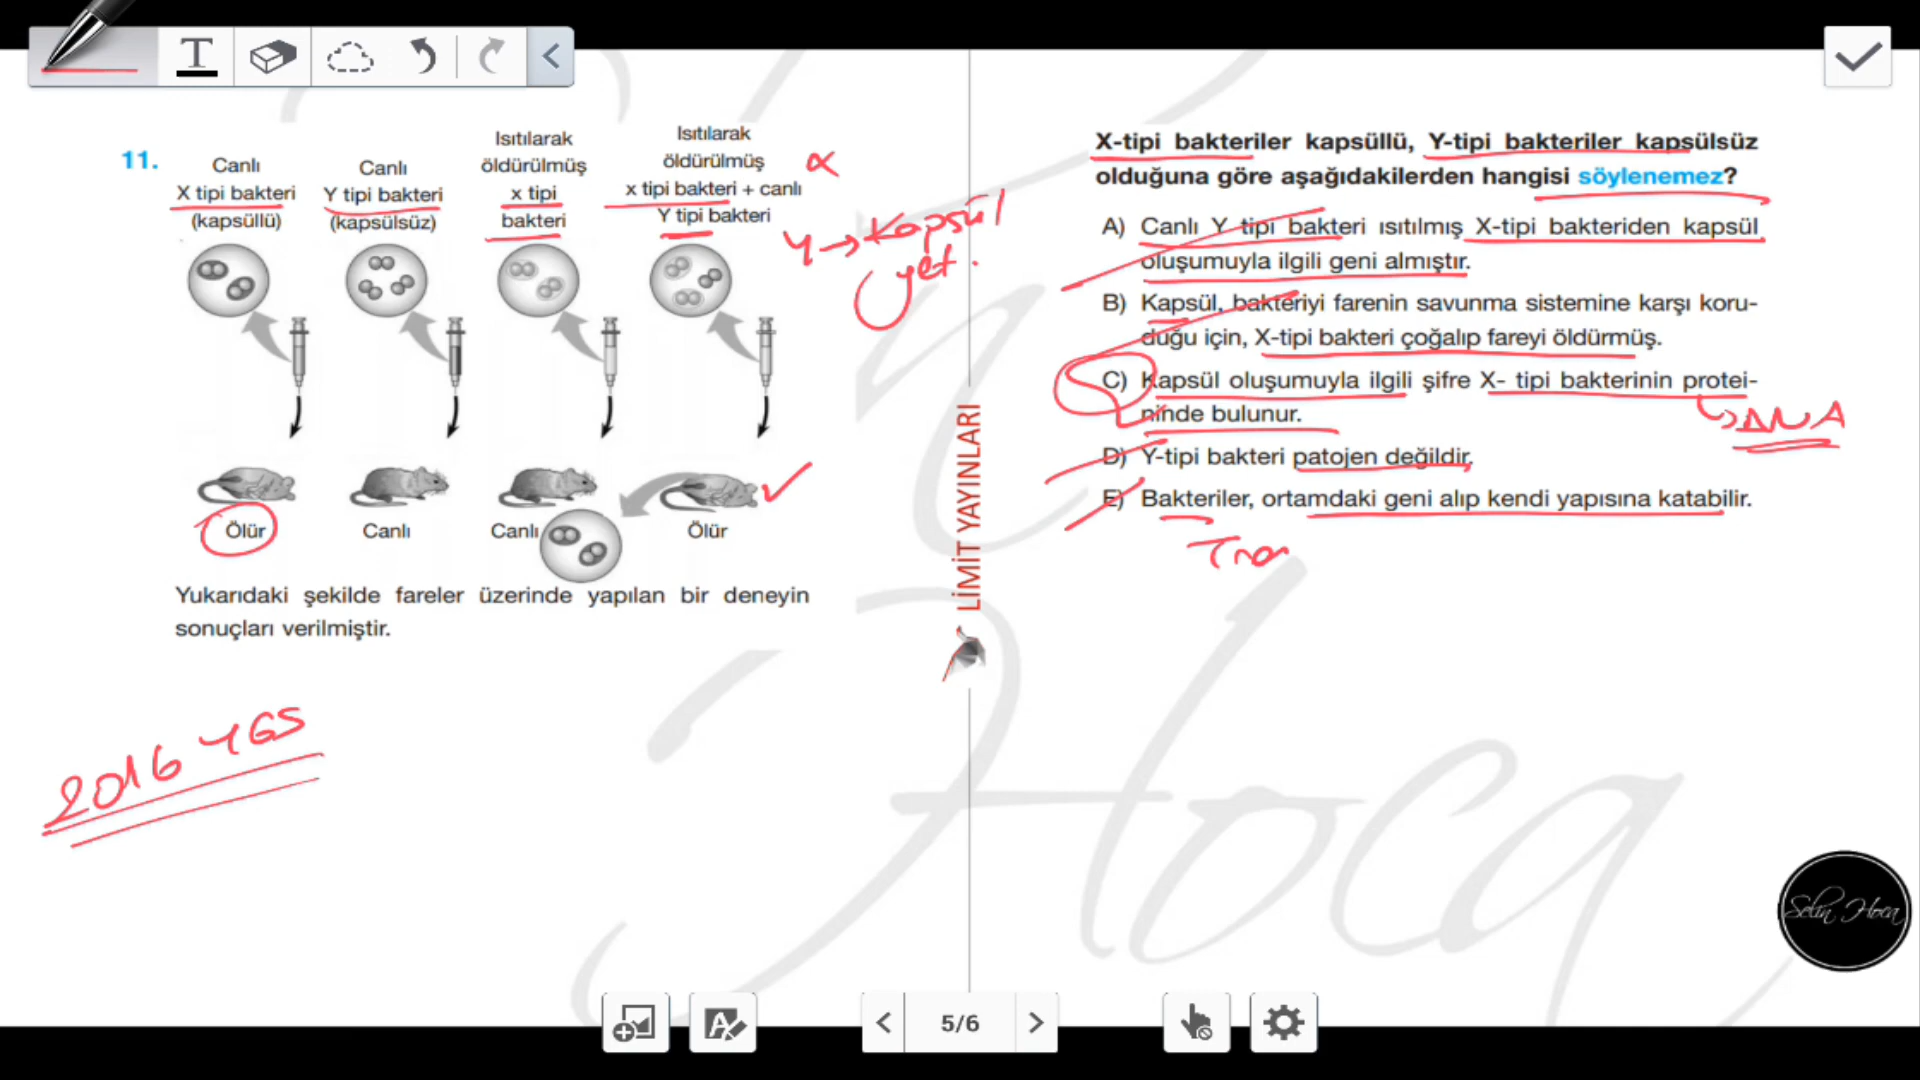 T
11.
Canlı
X tipi bakteri
(kapsüllü)
Canlı
Y tipi bakteri
(kapsülsüz)
Isıtılarak
öldürülmüş
x tipi
bakteri
Isıtılarak
öldürülmüş
x tipi bakteri + canlı
Y tipi bakteri
α
Y → Kapsül
yet.
Ölür
Canlı
Canlı
Ölür
Yukarıdaki şekilde fareler üzerinde yapılan bir deneyin
sonuçları verilmiştir.
2016 YGS
LİMİT YAYINLARI
X-tipi bakteriler kapsüllü, Y-tipi bakteriler kapsülsüz
olduğuna göre aşağıdakilerden hangisi söylenemez?
A) Canlı Y tipi bakteri ısıtılmış X-tipi bakteriden kapsül
oluşumuyla ilgili geni almıştır.
B) Kapsül, bakteriyi farenin savunma sistemine karşı koru-
duğu için, X-tipi bakteri çoğalıp fareyi öldürmüş.
C) Kapsül oluşumuyla ilgili şifre X- tipi bakterinin protei-
ninde bulunur.
DNA
D) Y-tipi bakteri patojen değildir.
E) Bakteriler, ortamdaki geni alıp kendi yapısına katabilir.
Tra
Hoca
Selin Hoca
5/6